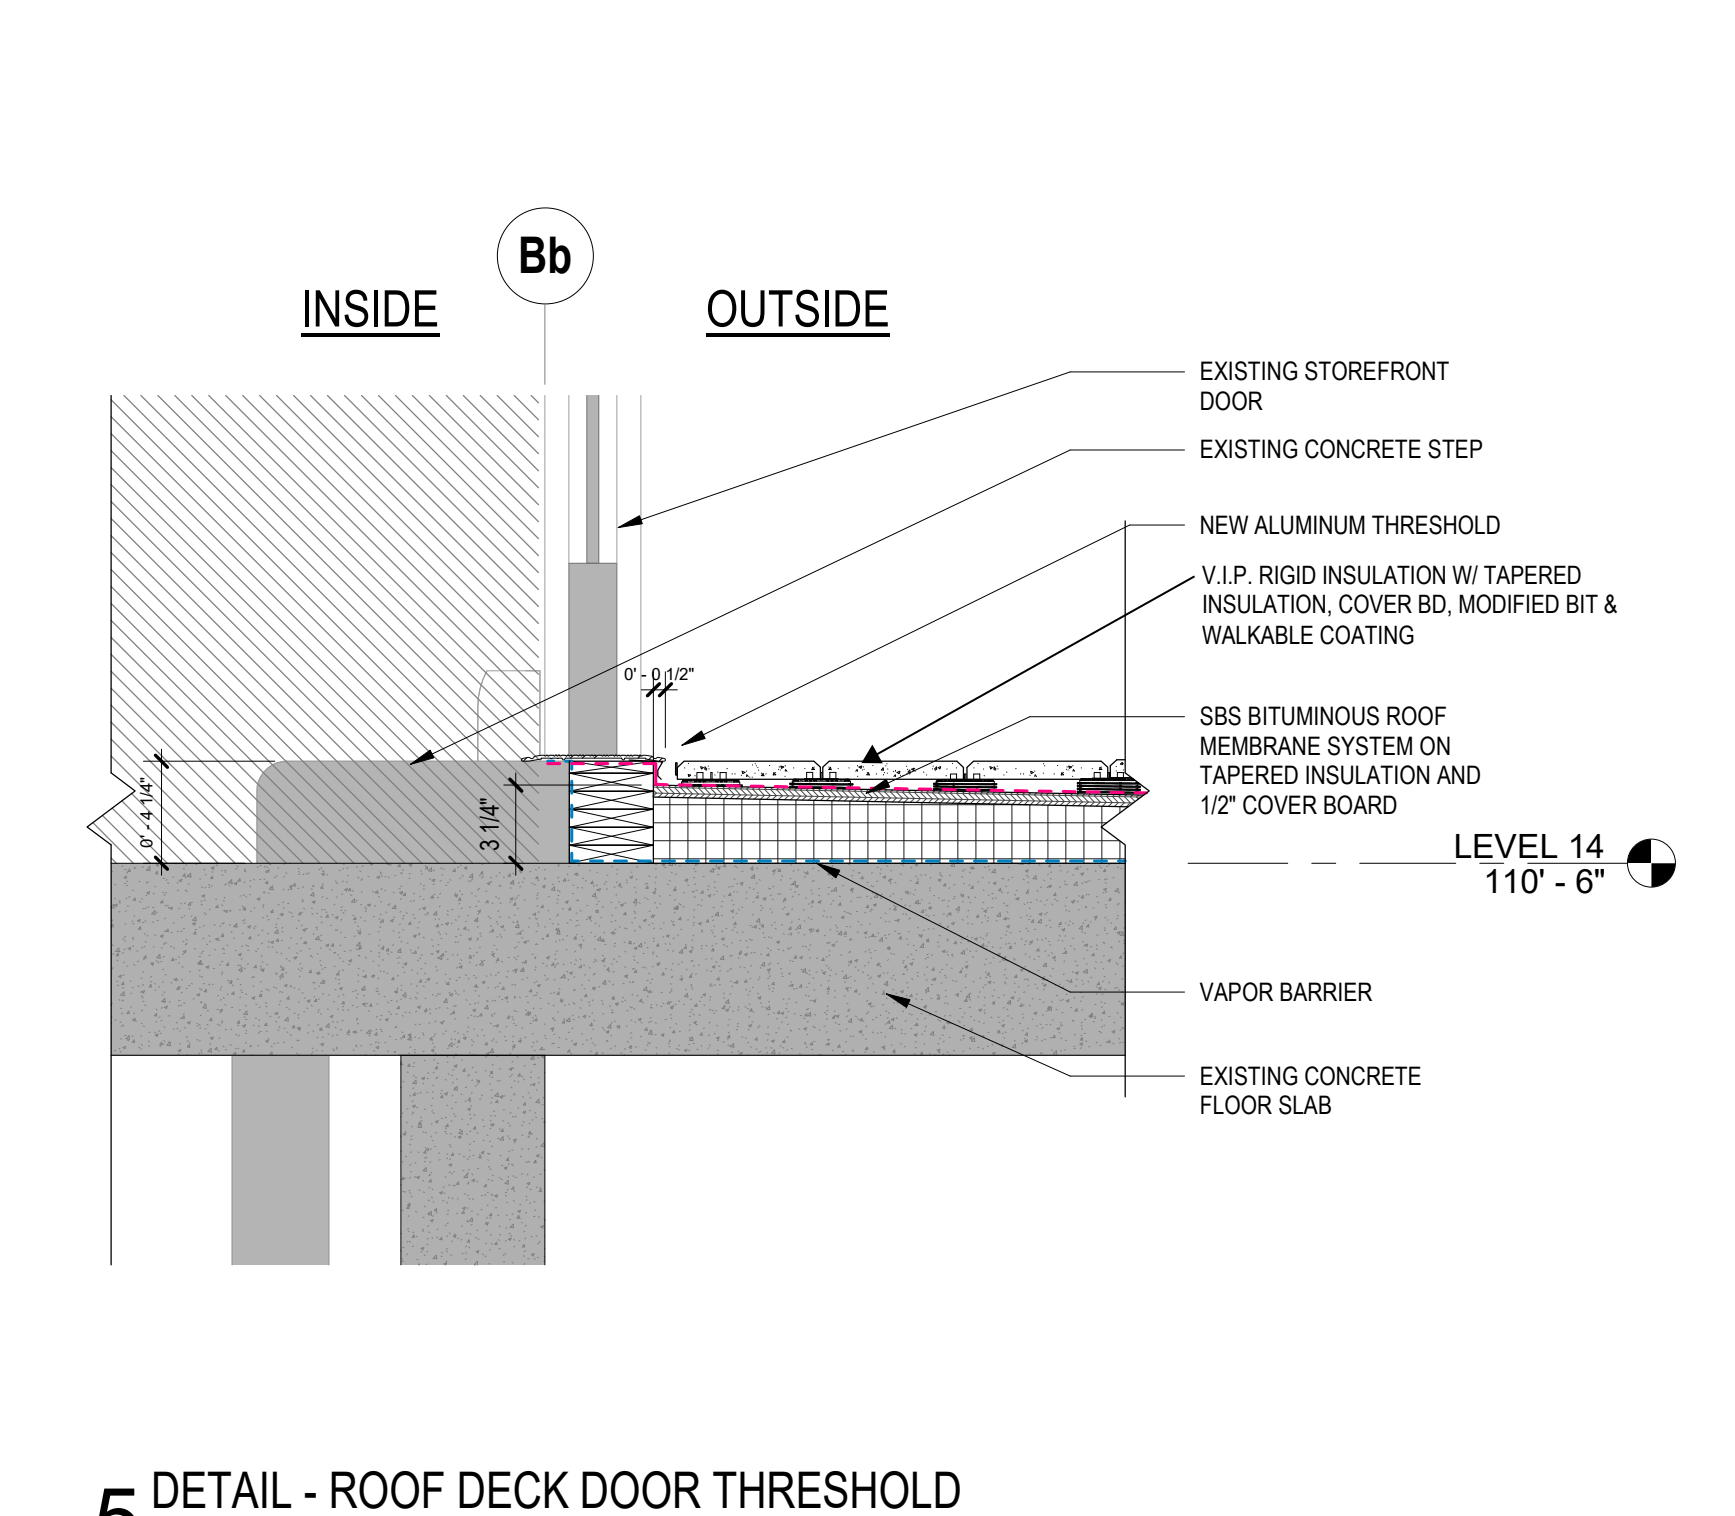 Bb
INSIDE
OUTSIDE
EXISTING STOREFRONT
DOOR
EXISTING CONCRETE STEP
NEW ALUMINUM THRESHOLD
V.I.P. RIGID INSULATION W/ TAPERED
INSULATION, COVER BD, MODIFIED BIT &
WALKABLE COATING
0' - 0 1/2"
SBS BITUMINOUS ROOF
MEMBRANE SYSTEM ON
TAPERED INSULATION AND
1/2" COVER BOARD
0' - 4 1/4"
3 1/4"
LEVEL 14
110' - 6"
VAPOR BARRIER
EXISTING CONCRETE
FLOOR SLAB
5 DETAIL - ROOF DECK DOOR THRESHOLD